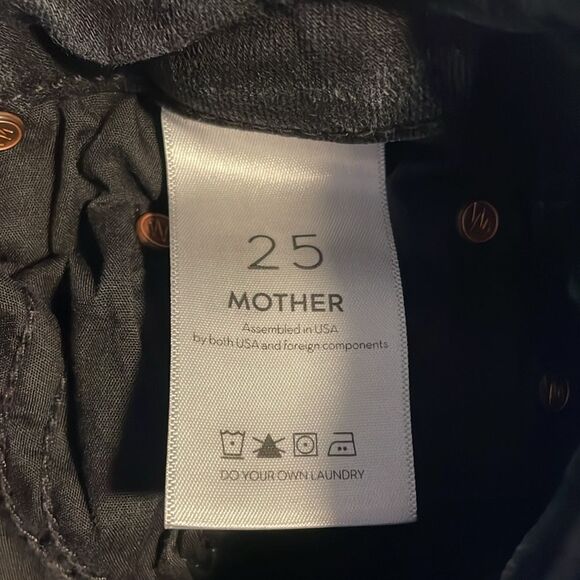 25
MOTHER
Assembled in USA
by both USA and foreign components
DO YOUR OWN LAUNDRY